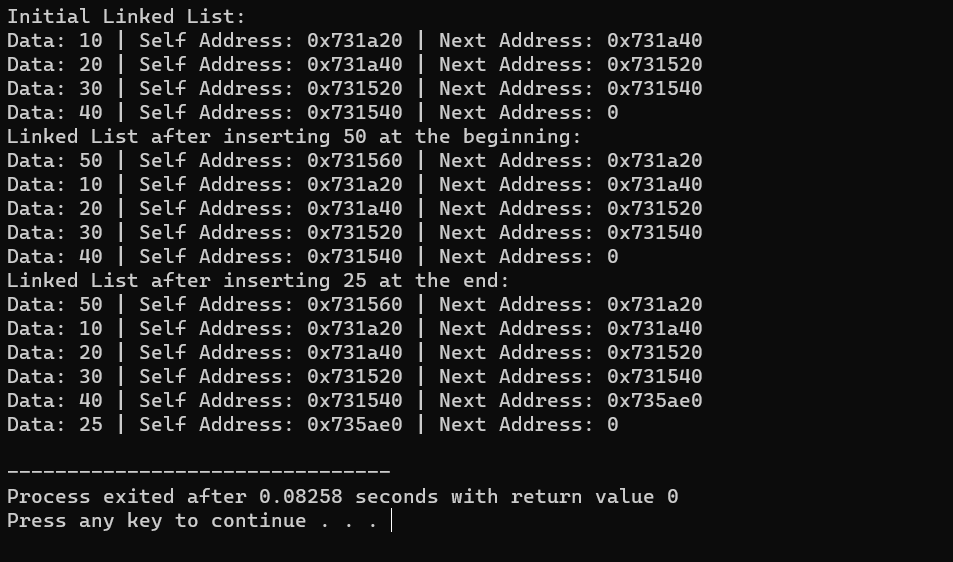 Initial Linked List:
Data: 10 | Self Address: 0x731a20 | Next Address: 0x731a40
Data: 20 | Self Address: 0x731a40 | Next Address: 0x731520
Data: 30 | Self Address: 0x731520 | Next Address: 0x731540
Data: 40 | Self Address: 0x731540 | Next Address: 0
Linked List after inserting 50 at the beginning:
Data: 50 | Self Address: 0x731560 | Next Address: 0x731a20
Data: 10 | Self Address: 0x731a20 | Next Address: 0x731a40
Data: 20 | Self Address: 0x731a40 | Next Address: 0x731520
Data: 30 | Self Address: 0x731520 | Next Address: 0x731540
Data: 40 | Self Address: 0x731540 | Next Address: 0
Linked List after inserting 25 at the end:
Data: 50 | Self Address: 0x731560 | Next Address: 0x731a20
Data: 10 | Self Address: 0x731a20 | Next Address: 0x731a40
Data: 20 | Self Address: 0x731a40 | Next Address: 0x731520
Data: 30 | Self Address: 0x731520 | Next Address: 0x731540
Data: 40 | Self Address: 0x731540 | Next Address: 0x735ae0
Data: 25 | Self Address: 0x735ae0 | Next Address: 0
--------------------------------
Process exited after 0.08258 seconds with return value 0
Press any key to continue . . .